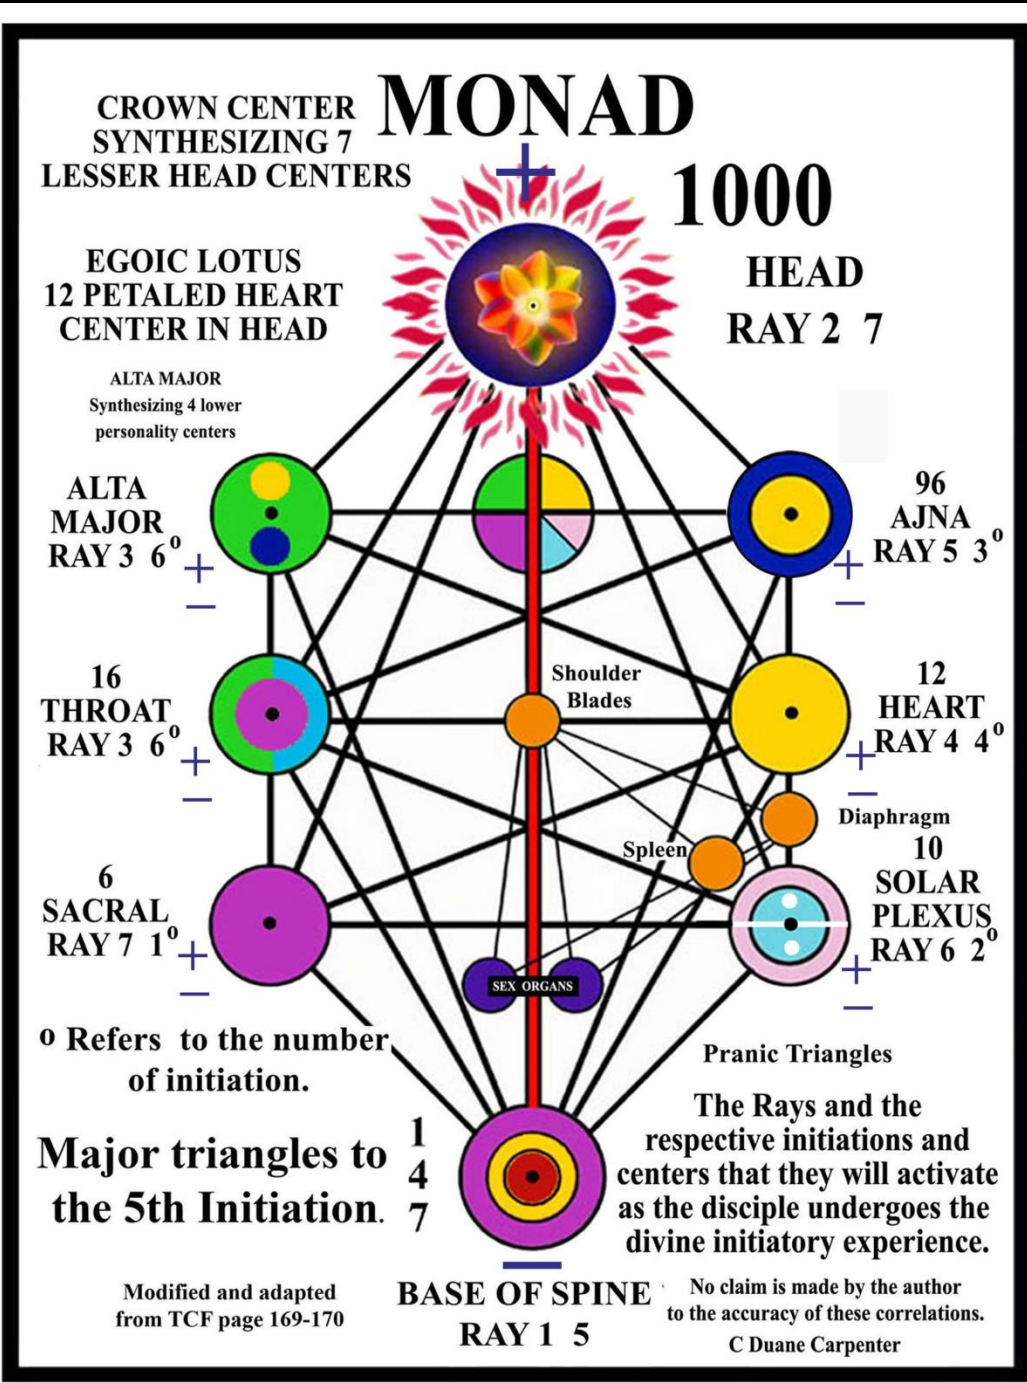 MONAD
CROWN CENTER
SYNTHESIZING 7
LESSER HEAD CENTERS
1000
EGOIC LOTUS
12 PETALED HEART
CENTER IN HEAD
HEAD
RAY 2 7
ALTA MAJOR
Synthesizing 4 lower
personality centers
ALTA
MAJOR
RAY 3 6º
+
−
96
AJNA
RAY 5 3º
+
−
Shoulder
Blades
16
THROAT
RAY 3 6º
+
−
12
HEART
RAY 4 4º
+
−
Diaphragm
Spleen
6
SACRAL
RAY 7 1º
+
−
10
SOLAR
PLEXUS
RAY 6 2º
+
−
SEX ORGANS
º Refers to the number
of initiation.
Pranic Triangles
Major triangles to
the 5th Initiation.
1
4
7
The Rays and the
respective initiations and
centers that they will activate
as the disciple undergoes the
divine initiatory experience.
Modified and adapted
from TCF page 169-170
BASE OF SPINE
RAY 1 5
No claim is made by the author
to the accuracy of these correlations.
C Duane Carpenter